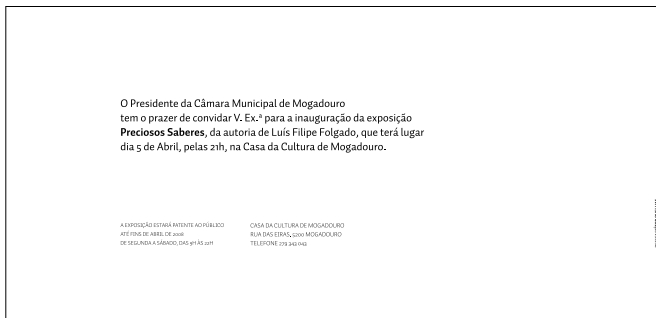 O Presidente da Câmara Municipal de Mogadouro
tem o prazer de convidar V. Ex.ª para a inauguração da exposição
Preciosos Saberes, da autoria de Luís Filipe Folgado, que terá lugar
dia 5 de Abril, pelas 21h, na Casa da Cultura de Mogadouro.
A EXPOSIÇÃO ESTARÁ PATENTE AO PÚBLICO
ATÉ FINS DE ABRIL DE 2008
DE SEGUNDA A SÁBADO, DAS 9H ÀS 22H
CASA DA CULTURA DE MOGADOURO
RUA DAS EIRAS, 5200 MOGADOURO
TELEFONE 279 343 043